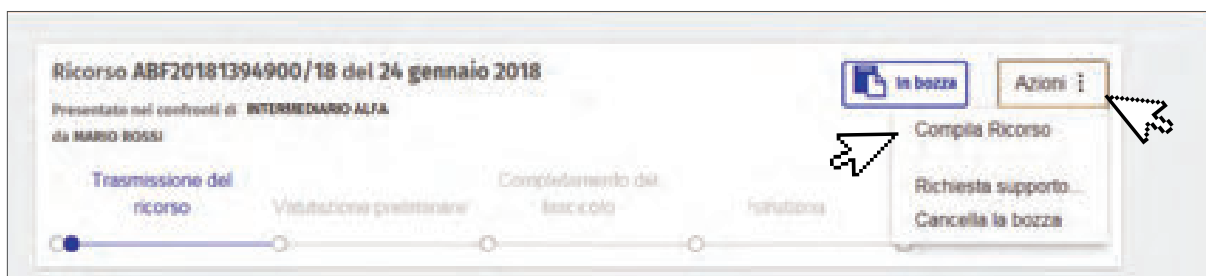 Ricorso ABF20181394900/18 del 24 gennaio 2018
In bozza
Azioni
Presentato nei confronti di INTERMEDIARIO ALFA
da MARIO ROSSI
Compila Ricorso
Richiesta supporto...
Cancella la bozza
Trasmissione del
ricorso
Valutazione preliminare
Completamento del
fascicolo